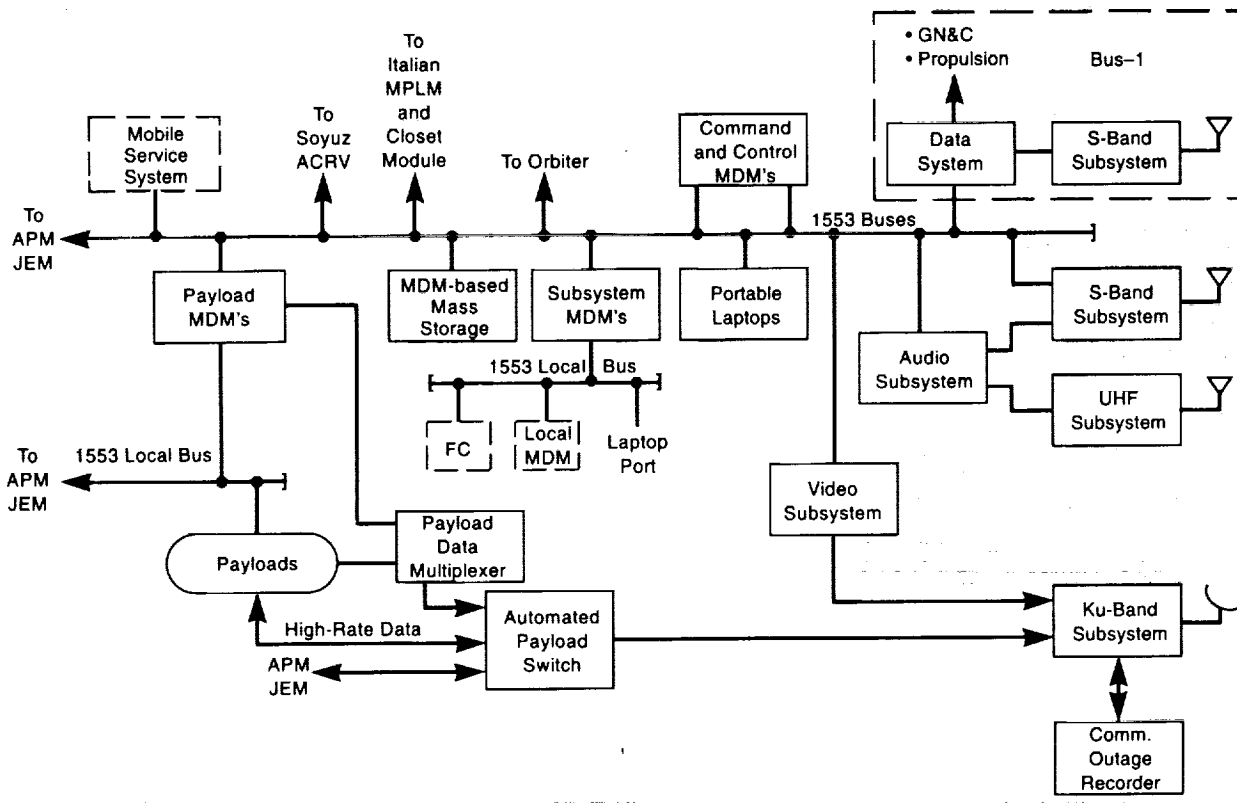 • GN&C
• Propulsion
Bus–1
To
Italian
MPLM
and
Closet
Module
To
Soyuz
ACRV
Mobile
Service
System
To Orbiter
Command
and Control
MDM's
Data
System
S-Band
Subsystem
To
APM
JEM
1553 Buses
Payload
MDM's
MDM-based
Mass
Storage
Subsystem
MDM's
Portable
Laptops
S-Band
Subsystem
Audio
Subsystem
1553 Local Bus
UHF
Subsystem
FC
Local
MDM
Laptop
Port
To
APM
JEM
1553 Local Bus
Video
Subsystem
Payloads
Payload
Data
Multiplexer
High-Rate Data
APM
JEM
Automated
Payload
Switch
Ku-Band
Subsystem
Comm.
Outage
Recorder